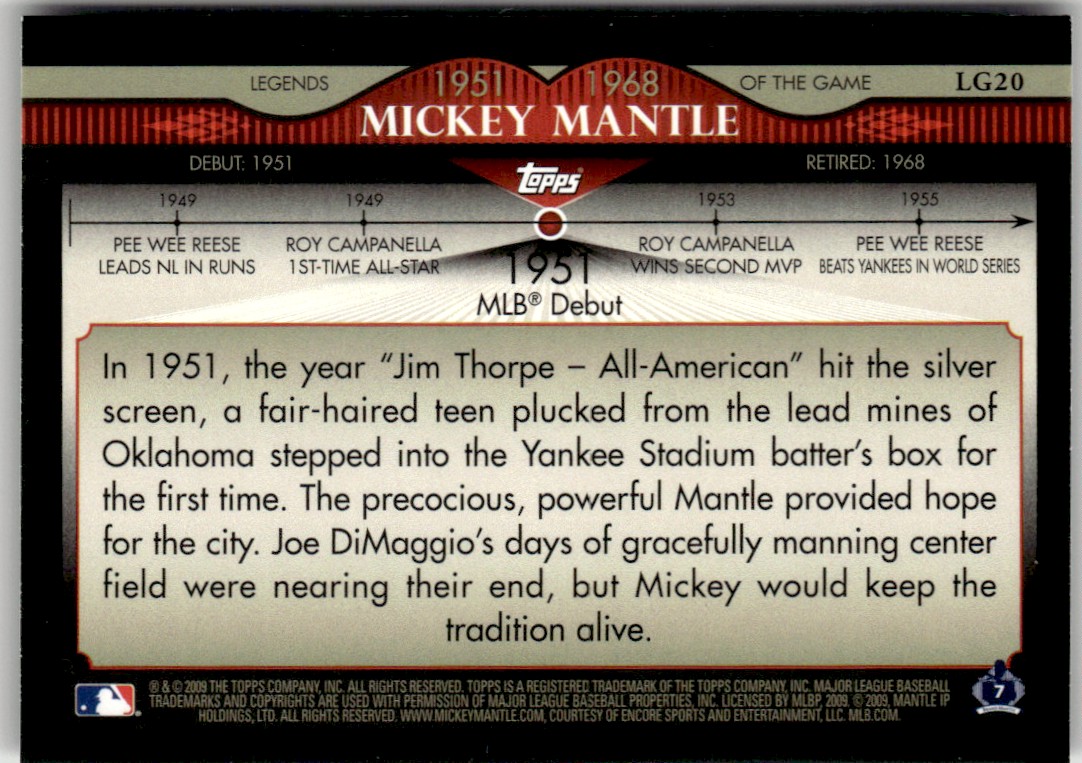 LEGENDS 1951 1968 OF THE GAME LG20
MICKEY MANTLE
DEBUT: 1951 RETIRED: 1968
Topps
1949 1949 1953 1955
PEE WEE REESE ROY CAMPANELLA ROY CAMPANELLA PEE WEE REESE
LEADS NL IN RUNS 1ST-TIME ALL-STAR 1951 WINS SECOND MVP BEATS YANKEES IN WORLD SERIES
MLB® Debut
In 1951, the year “Jim Thorpe – All-American” hit the silver
screen, a fair-haired teen plucked from the lead mines of
Oklahoma stepped into the Yankee Stadium batter’s box for
the first time. The precocious, powerful Mantle provided hope
for the city. Joe DiMaggio’s days of gracefully manning center
field were nearing their end, but Mickey would keep the
tradition alive.
® & © 2009 THE TOPPS COMPANY, INC. ALL RIGHTS RESERVED. TOPPS IS A REGISTERED TRADEMARK OF THE TOPPS COMPANY, INC. MAJOR LEAGUE BASEBALL
TRADEMARKS AND COPYRIGHTS ARE USED WITH PERMISSION OF MAJOR LEAGUE BASEBALL PROPERTIES, INC. LICENSED BY MLBP, 2009. © 2009, MANTLE IP
HOLDINGS, LTD. ALL RIGHTS RESERVED. WWW.MICKEYMANTLE.COM, COURTESY OF ENCORE SPORTS AND ENTERTAINMENT, LLC. MLB.COM.
7